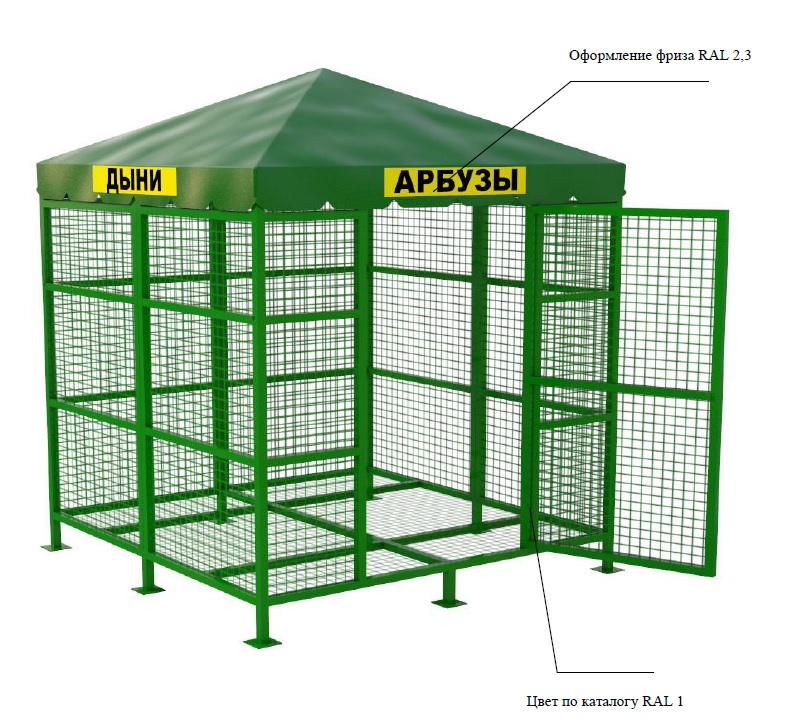 Оформление фриза RAL 2,3
ДЫНИ
АРБУЗЫ
Цвет по каталогу RAL 1